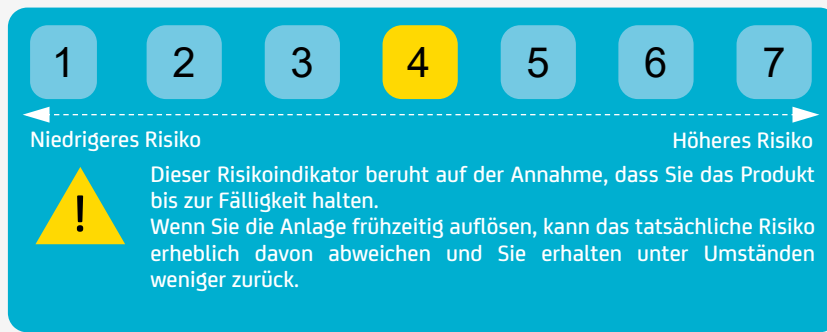 1 2 3 4 5 6 7
Niedrigeres Risiko Höheres Risiko
!
Dieser Risikoindikator beruht auf der Annahme, dass Sie das Produkt
bis zur Fälligkeit halten.
Wenn Sie die Anlage frühzeitig auflösen, kann das tatsächliche Risiko
erheblich davon abweichen und Sie erhalten unter Umständen
weniger zurück.